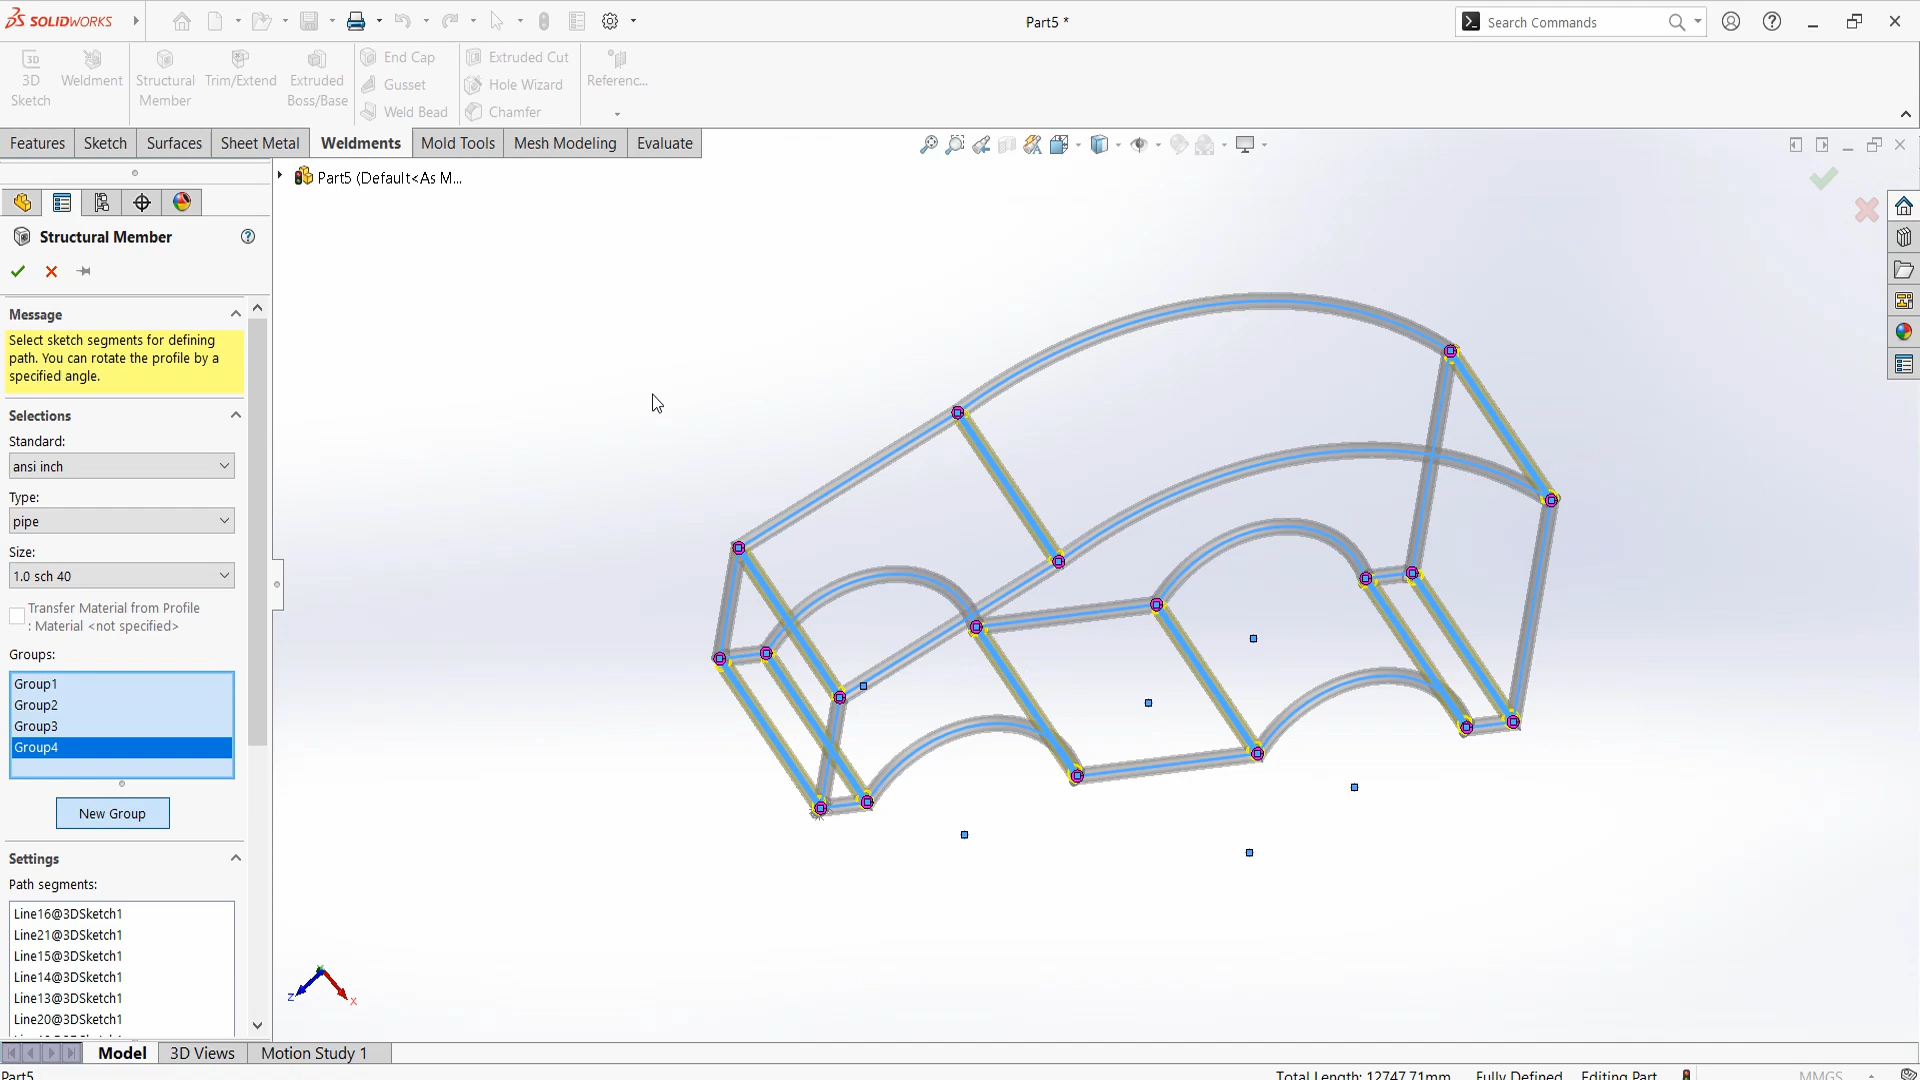 SOLIDWORKS
Part5 *
Search Commands
3D
Sketch
Weldment
Structural
Member
Trim/Extend
Extruded
Boss/Base
End Cap
Gusset
Weld Bead
Extruded Cut
Hole Wizard
Chamfer
Referenc...
Features
Sketch
Surfaces
Sheet Metal
Weldments
Mold Tools
Mesh Modeling
Evaluate
Part5 (Default<As M...
Structural Member
Message
Select sketch segments for defining
path. You can rotate the profile by a
specified angle.
Selections
Standard:
ansi inch
Type:
pipe
Size:
1.0 sch 40
Transfer Material from Profile
: Material <not specified>
Groups:
Group1
Group2
Group3
Group4
New Group
Settings
Path segments:
Line16@3DSketch1
Line21@3DSketch1
Line15@3DSketch1
Line14@3DSketch1
Line13@3DSketch1
Line20@3DSketch1
Z
X
Model
3D Views
Motion Study 1
Part5
Total Length: 12747.71mm
Fully Defined
Editing Part
MMGS